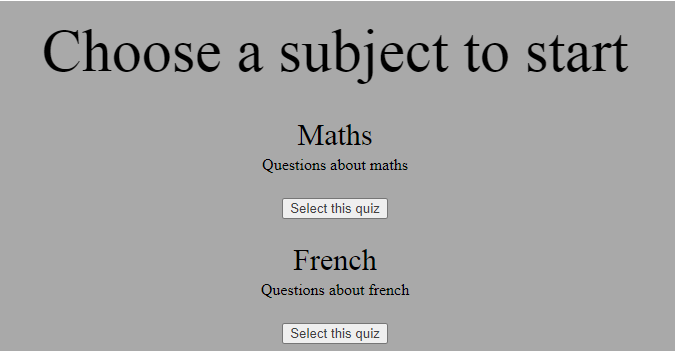 Choose a subject to start
Maths
Questions about maths
Select this quiz
French
Questions about french
Select this quiz